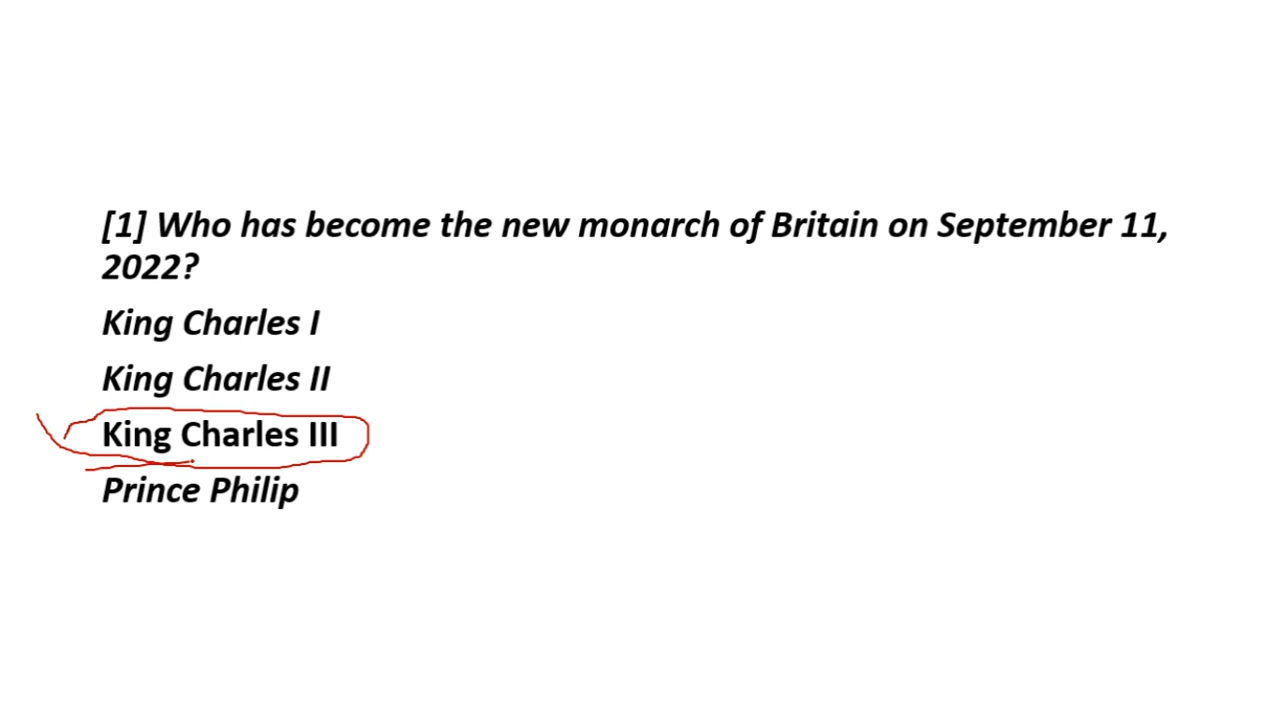 [1] Who has become the new monarch of Britain on September 11,
2022?
King Charles I
King Charles II
King Charles III
Prince Philip